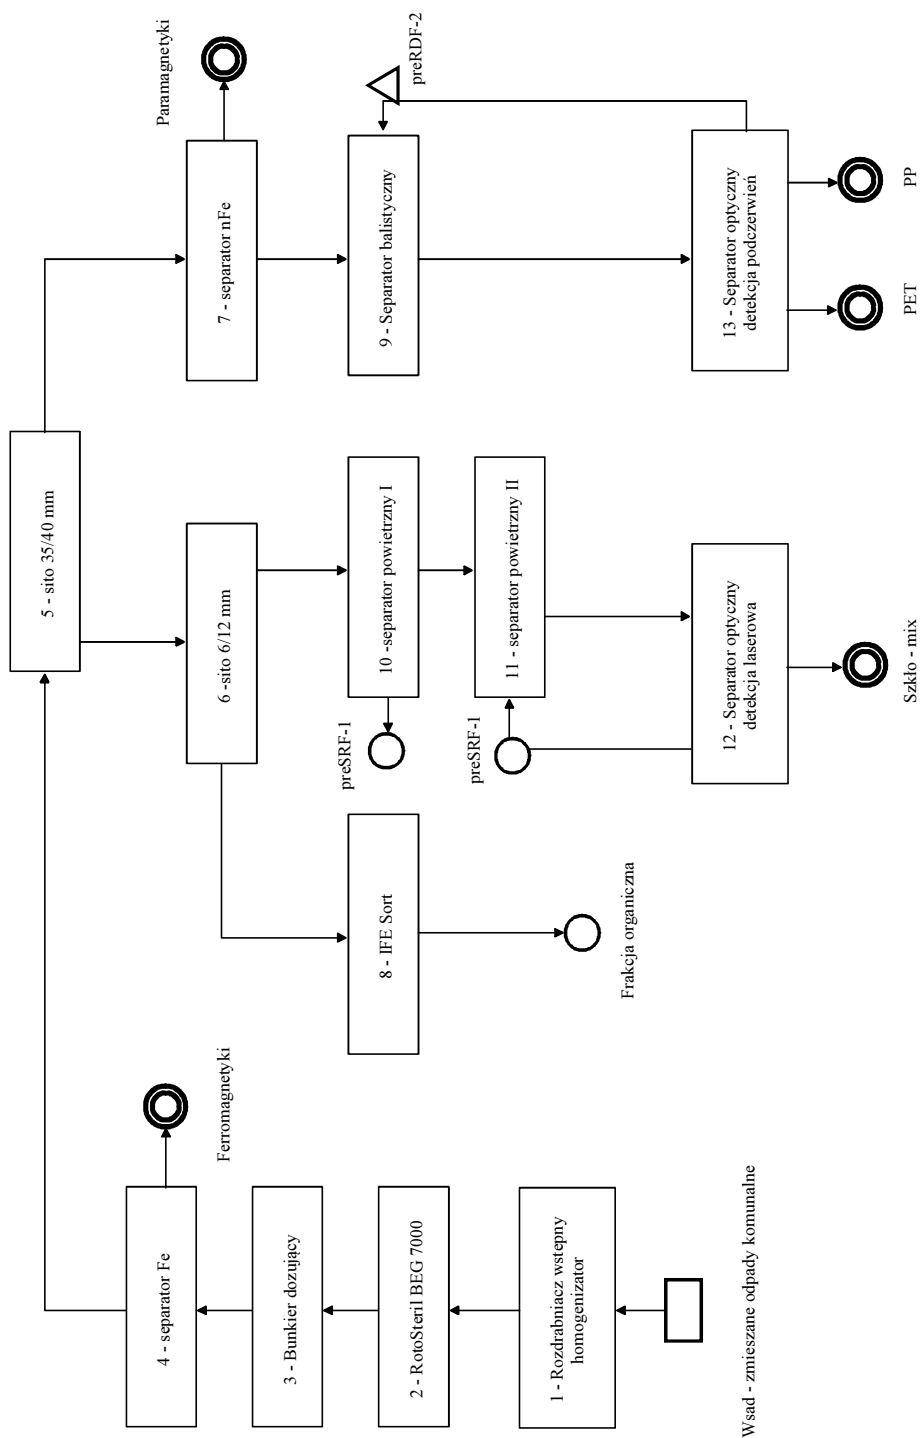 Wsad - zmieszane odpady komunalne
1 - Rozdrabniacz wstępny
homogenizator
2 - RotoSteril BEG 7000
3 - Bunkier dozujący
4 - separator Fe
Ferromagnetyki
5 - sito 35/40 mm
6 -sito 6/12 mm
7 - separator nFe
Paramagnetyki
8 - IFE Sort
Frakcja organiczna
9 - Separator balistyczny
preRDF-2
10 -separator powietrzny I
preSRF-1
11 - separator powietrzny II
preSRF-1
12 - Separator optyczny
detekcja laserowa
Szkło - mix
13 - Separator optyczny
detekcja podczerwień
PET
PP